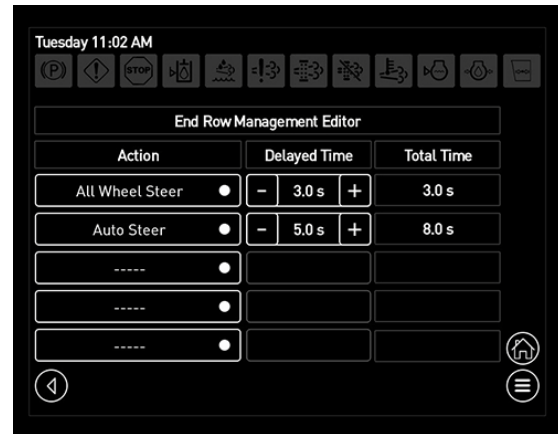 Tuesday 11:02 AM
(P) STOP
End Row Management Editor
Action Delayed Time Total Time
All Wheel Steer - 3.0 s + 3.0 s
Auto Steer - 5.0 s + 8.0 s
-----
-----
-----